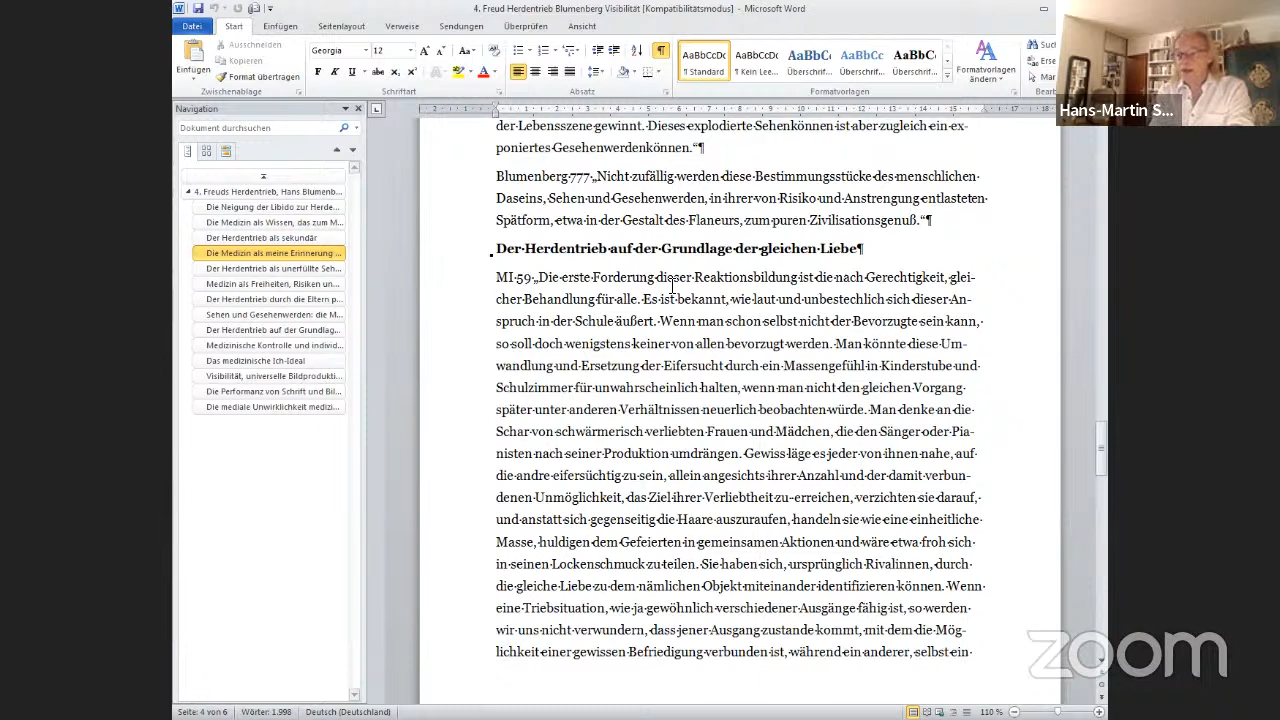 4. Freud Herdentrieb Blumenberg Visibilität [Kompatibilitätsmodus] - Microsoft Word
Datei Start Einfügen Seitenlayout Verweise Sendungen Überprüfen Ansicht
Einfügen
Ausschneiden
Kopieren
Format übertragen
Zwischenablage
Georgia 12
Schriftart
Absatz
AaBbCcDc AaBbCcDc AaBbC AaBbCc AaBbC
¶ Standard ¶ Kein Lee... Überschrif... Überschrif... Überschrif...
Formatvorlagen ändern
Formatvorlagen
Hans-Martin S...
Navigation
Dokument durchsuchen
4. Freuds Herdentrieb, Hans Blumenb...
Die Neigung der Libido zur Herde...
Die Medizin als Wissen, das zum M...
Der Herdentrieb als sekundär
Die Medizin als meine Erinnerung ...
Der Herdentrieb als unerfüllte Seh...
Medizin als Freiheiten, Risiken un...
Der Herdentrieb durch die Eltern p...
Sehen und Gesehenwerden: die M...
Der Herdentrieb auf der Grundlag...
Medizinische Kontrolle und individ...
Das medizinische Ich-Ideal
Visibilität, universelle Bildprodukti...
Die Performanz von Schrift und Bil...
Die mediale Unwirklichkeit medizi...
der Lebensszene gewinnt. Dieses explodierte Sehenkönnen ist aber zugleich ein ex-
poniertes Gesehenwerdenkönnen.“¶
Blumenberg 777 „Nicht zufällig werden diese Bestimmungsstücke des menschlichen
Daseins, Sehen und Gesehenwerden, in ihrer von Risiko und Anstrengung entlasteten
Spätform, etwa in der Gestalt des Flaneurs, zum puren Zivilisationsgenuß.“¶
Der Herdentrieb auf der Grundlage der gleichen Liebe¶
MI 59 „Die erste Forderung dieser Reaktionsbildung ist die nach Gerechtigkeit, glei-
cher Behandlung für alle. Es ist bekannt, wie laut und unbestechlich sich dieser An-
spruch in der Schule äußert. Wenn man schon selbst nicht der Bevorzugte sein kann,
so soll doch wenigstens keiner von allen bevorzugt werden. Man könnte diese Um-
wandlung und Ersetzung der Eifersucht durch ein Massengefühl in Kinderstube und
Schulzimmer für unwahrscheinlich halten, wenn man nicht den gleichen Vorgang
später unter anderen Verhältnissen neuerlich beobachten würde. Man denke an die
Schar von schwärmerisch verliebten Frauen und Mädchen, die den Sänger oder Pia-
nisten nach seiner Produktion umdrängen. Gewiss läge es jeder von ihnen nahe, auf
die andre eifersüchtig zu sein, allein angesichts ihrer Anzahl und der damit verbun-
denen Unmöglichkeit, das Ziel ihrer Verliebtheit zu erreichen, verzichten sie darauf,
und anstatt sich gegenseitig die Haare auszuraufen, handeln sie wie eine einheitliche
Masse, huldigen dem Gefeierten in gemeinsamen Aktionen und wäre etwa froh sich
in seinen Lockenschmuck zu teilen. Sie haben sich, ursprünglich Rivalinnen, durch
die gleiche Liebe zu dem nämlichen Objekt miteinander identifizieren können. Wenn
eine Triebsituation, wie ja gewöhnlich verschiedener Ausgänge fähig ist, so werden
wir uns nicht verwundern, dass jener Ausgang zustande kommt, mit dem die Mög-
lichkeit einer gewissen Befriedigung verbunden ist, während ein anderer, selbst ein
zoom
Seite: 4 von 6 Wörter: 1.998 Deutsch (Deutschland) 110 %